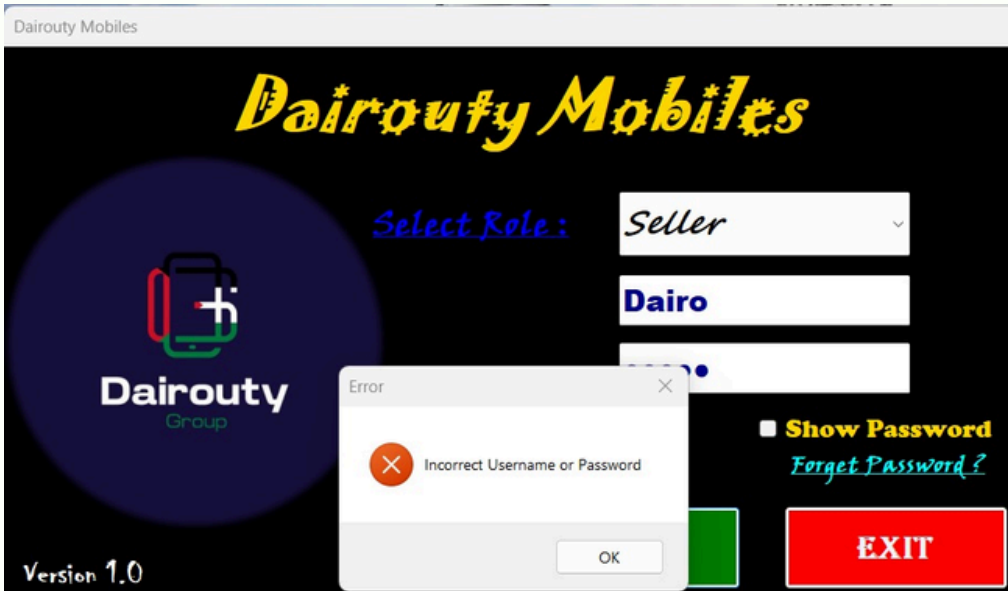 Dairouty Mobiles
Dairouty Mobiles
Select Role :
Seller
Dairo
Dairouty
Group
Error
Incorrect Username or Password
OK
Show Password
Forget Password ?
EXIT
Version 1.0